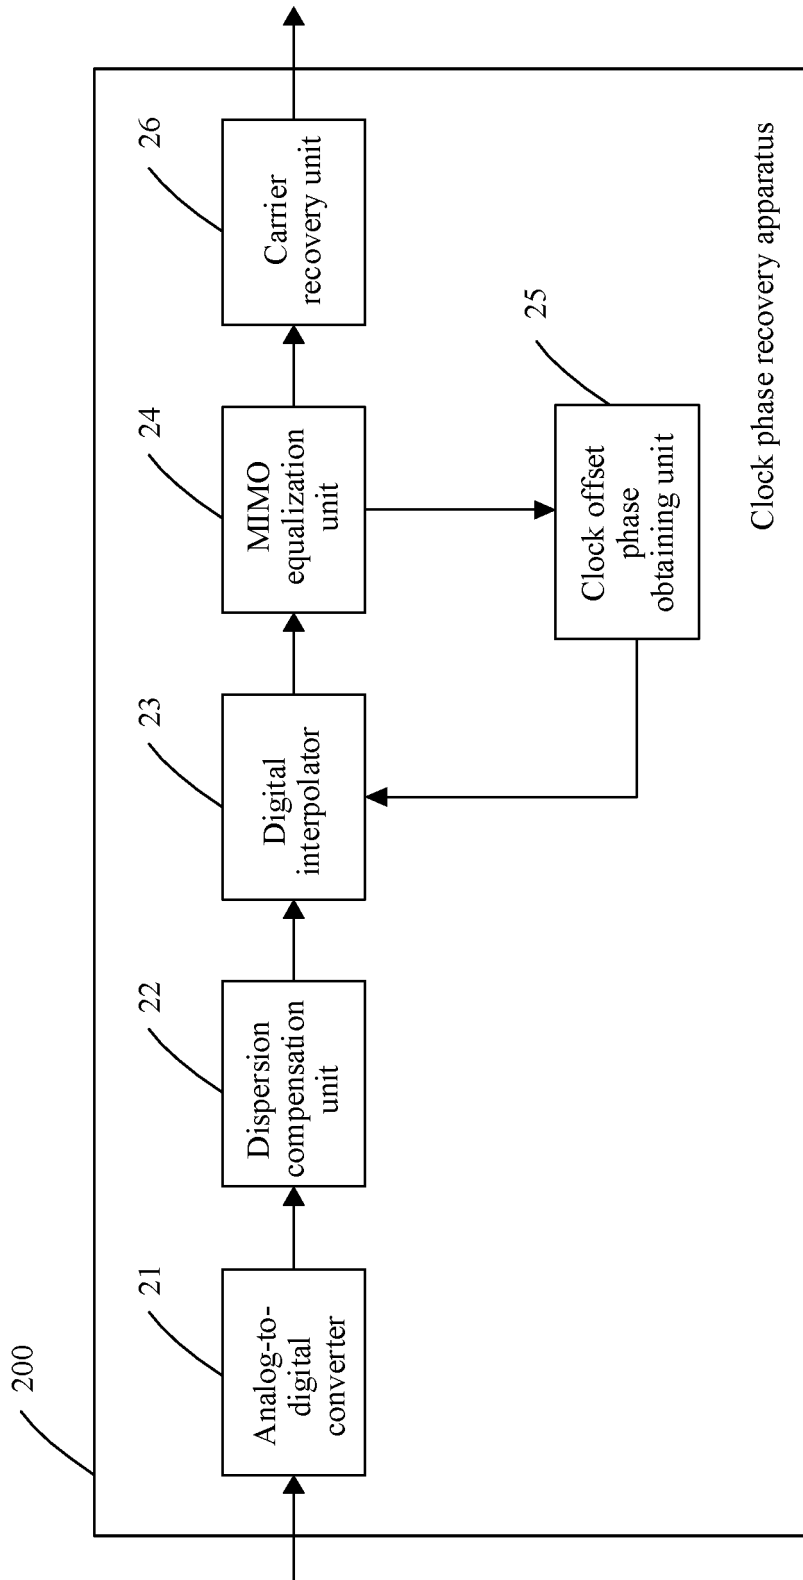 200
21
Analog-to-
digital
converter
22
Dispersion
compensation
unit
23
Digital
interpolator
24
MIMO
equalization
unit
26
Carrier
recovery unit
25
Clock offset
phase
obtaining unit
Clock phase recovery apparatus